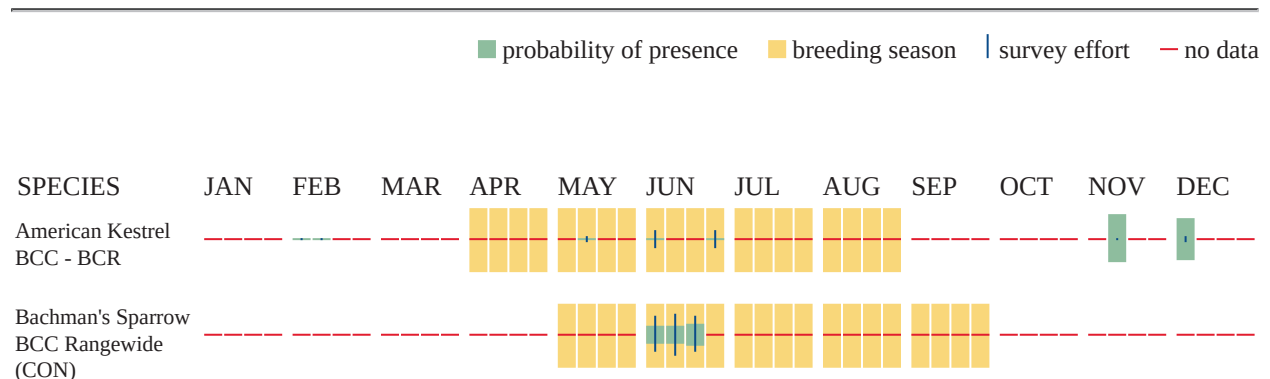 probability of presence breeding season survey effort no data
SPECIES JAN FEB MAR APR MAY JUN JUL AUG SEP OCT NOV DEC
American Kestrel
BCC - BCR
Bachman's Sparrow
BCC Rangewide
(CON)